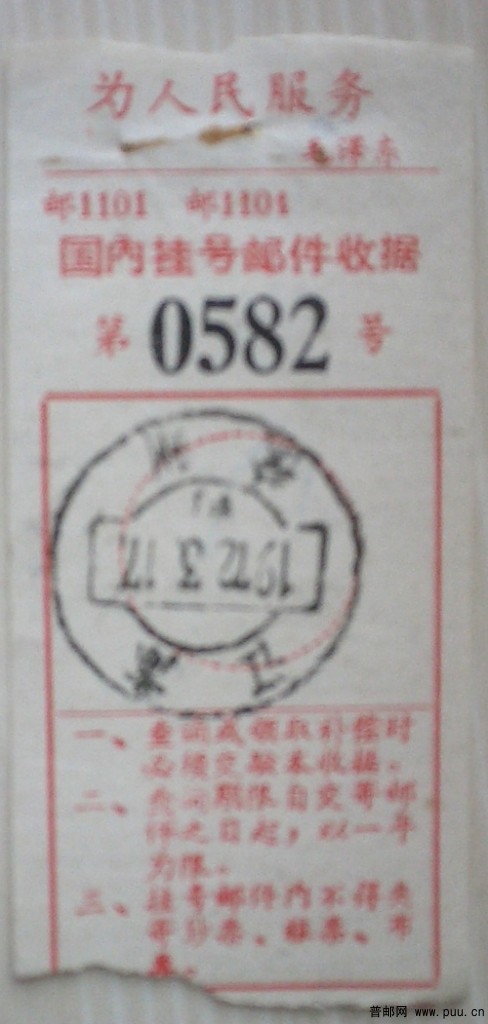 为人民服务
毛泽东
邮1101 邮1101
国内挂号邮件收据
第 0582 号
1972.3.17
一、查询或领取补偿时
必须交验本收据。
二、查询期限自交寄邮
件之日起，以一年
为限。
三、挂号邮件内不得夹
寄钞票、粮票、布
票。
普邮网 www.puu.cn